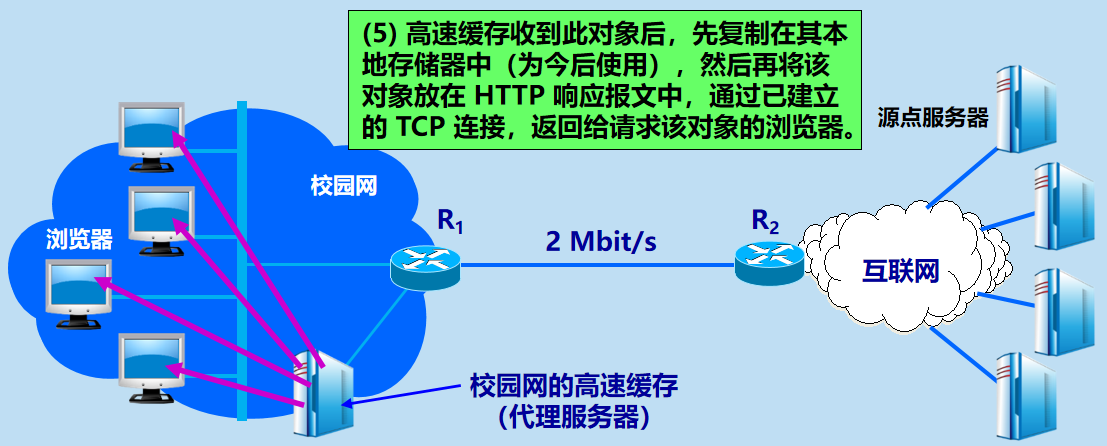 (5) 高速缓存收到此对象后，先复制在其本
地存储器中（为今后使用），然后再将该
对象放在 HTTP 响应报文中，通过已建立
的 TCP 连接，返回给请求该对象的浏览器。
源点服务器
校园网
浏览器
R1
2 Mbit/s
R2
互联网
校园网的高速缓存
（代理服务器）